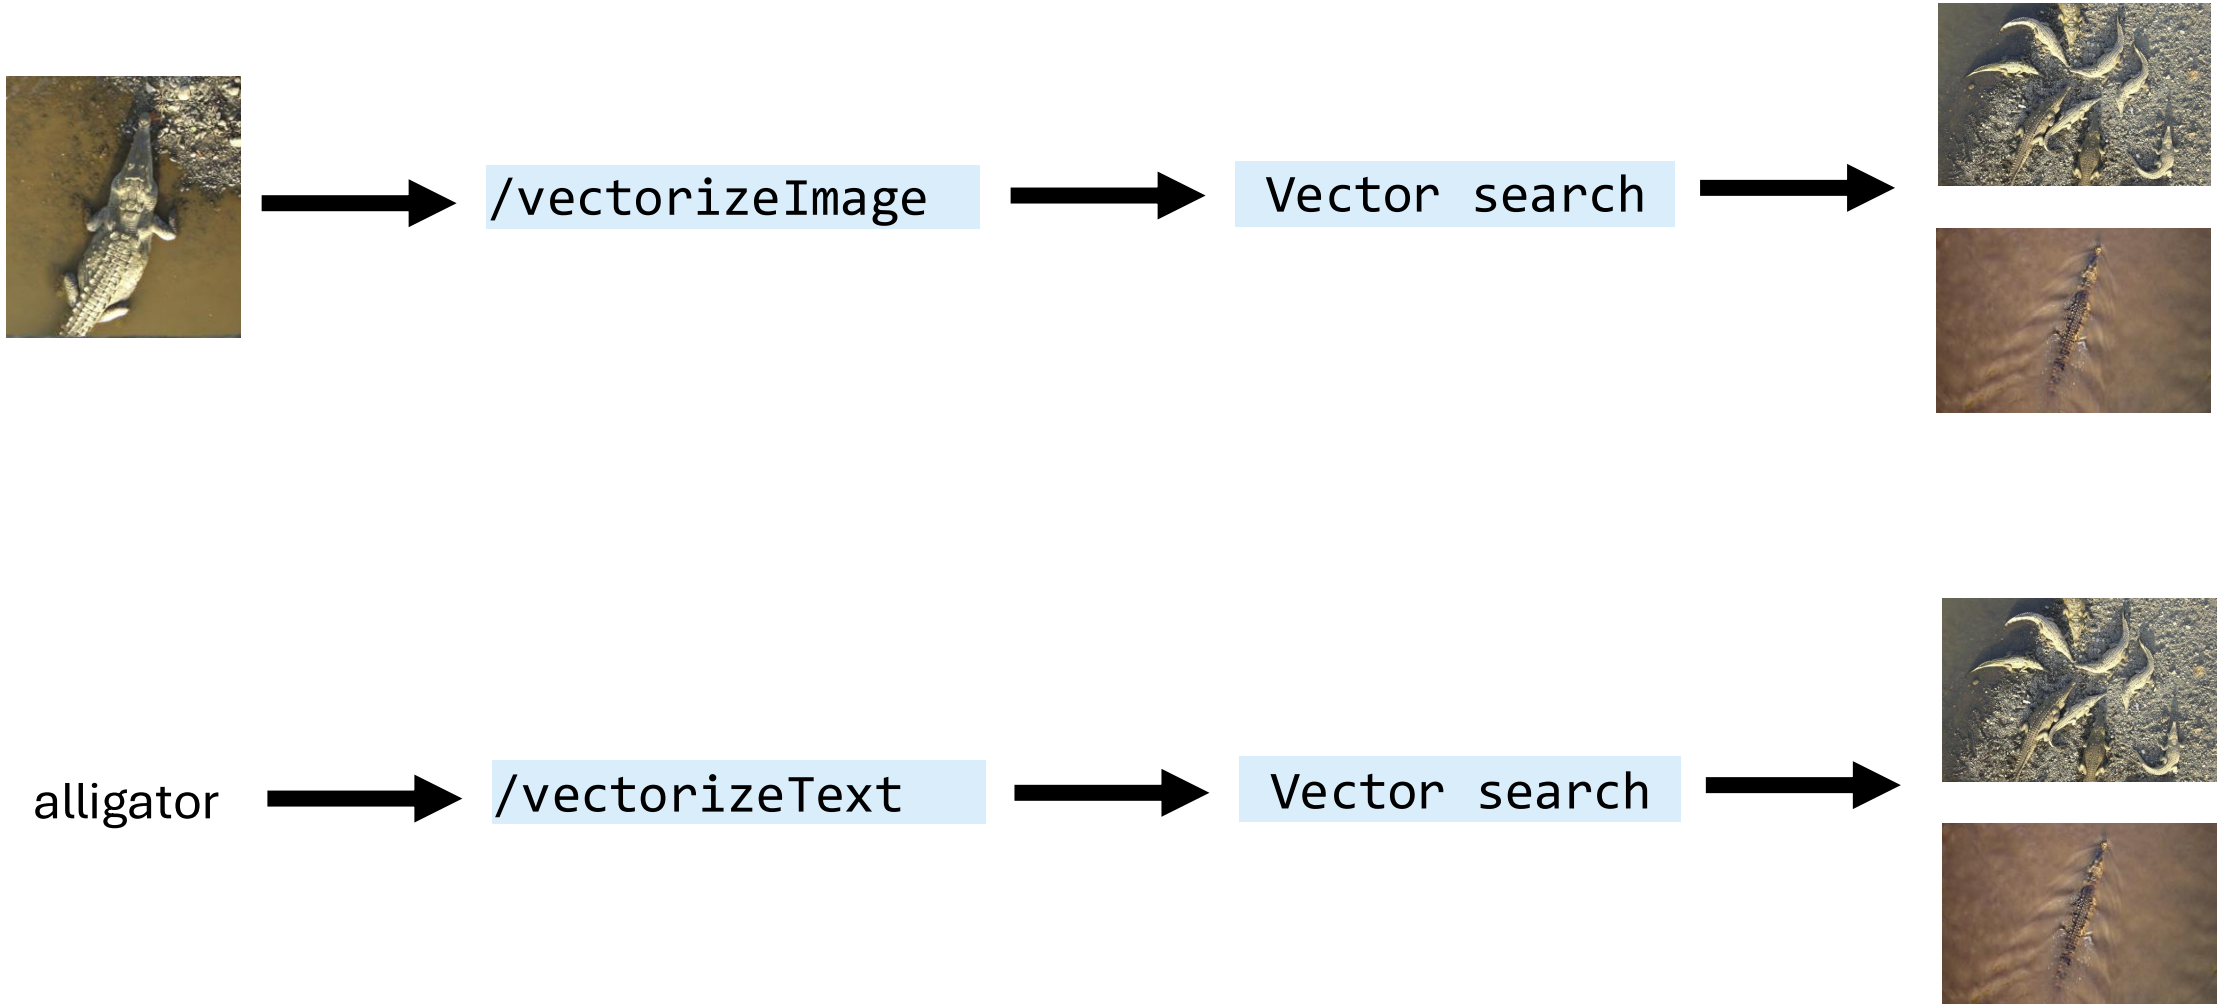 /vectorizeImage
Vector search
alligator
/vectorizeText
Vector search